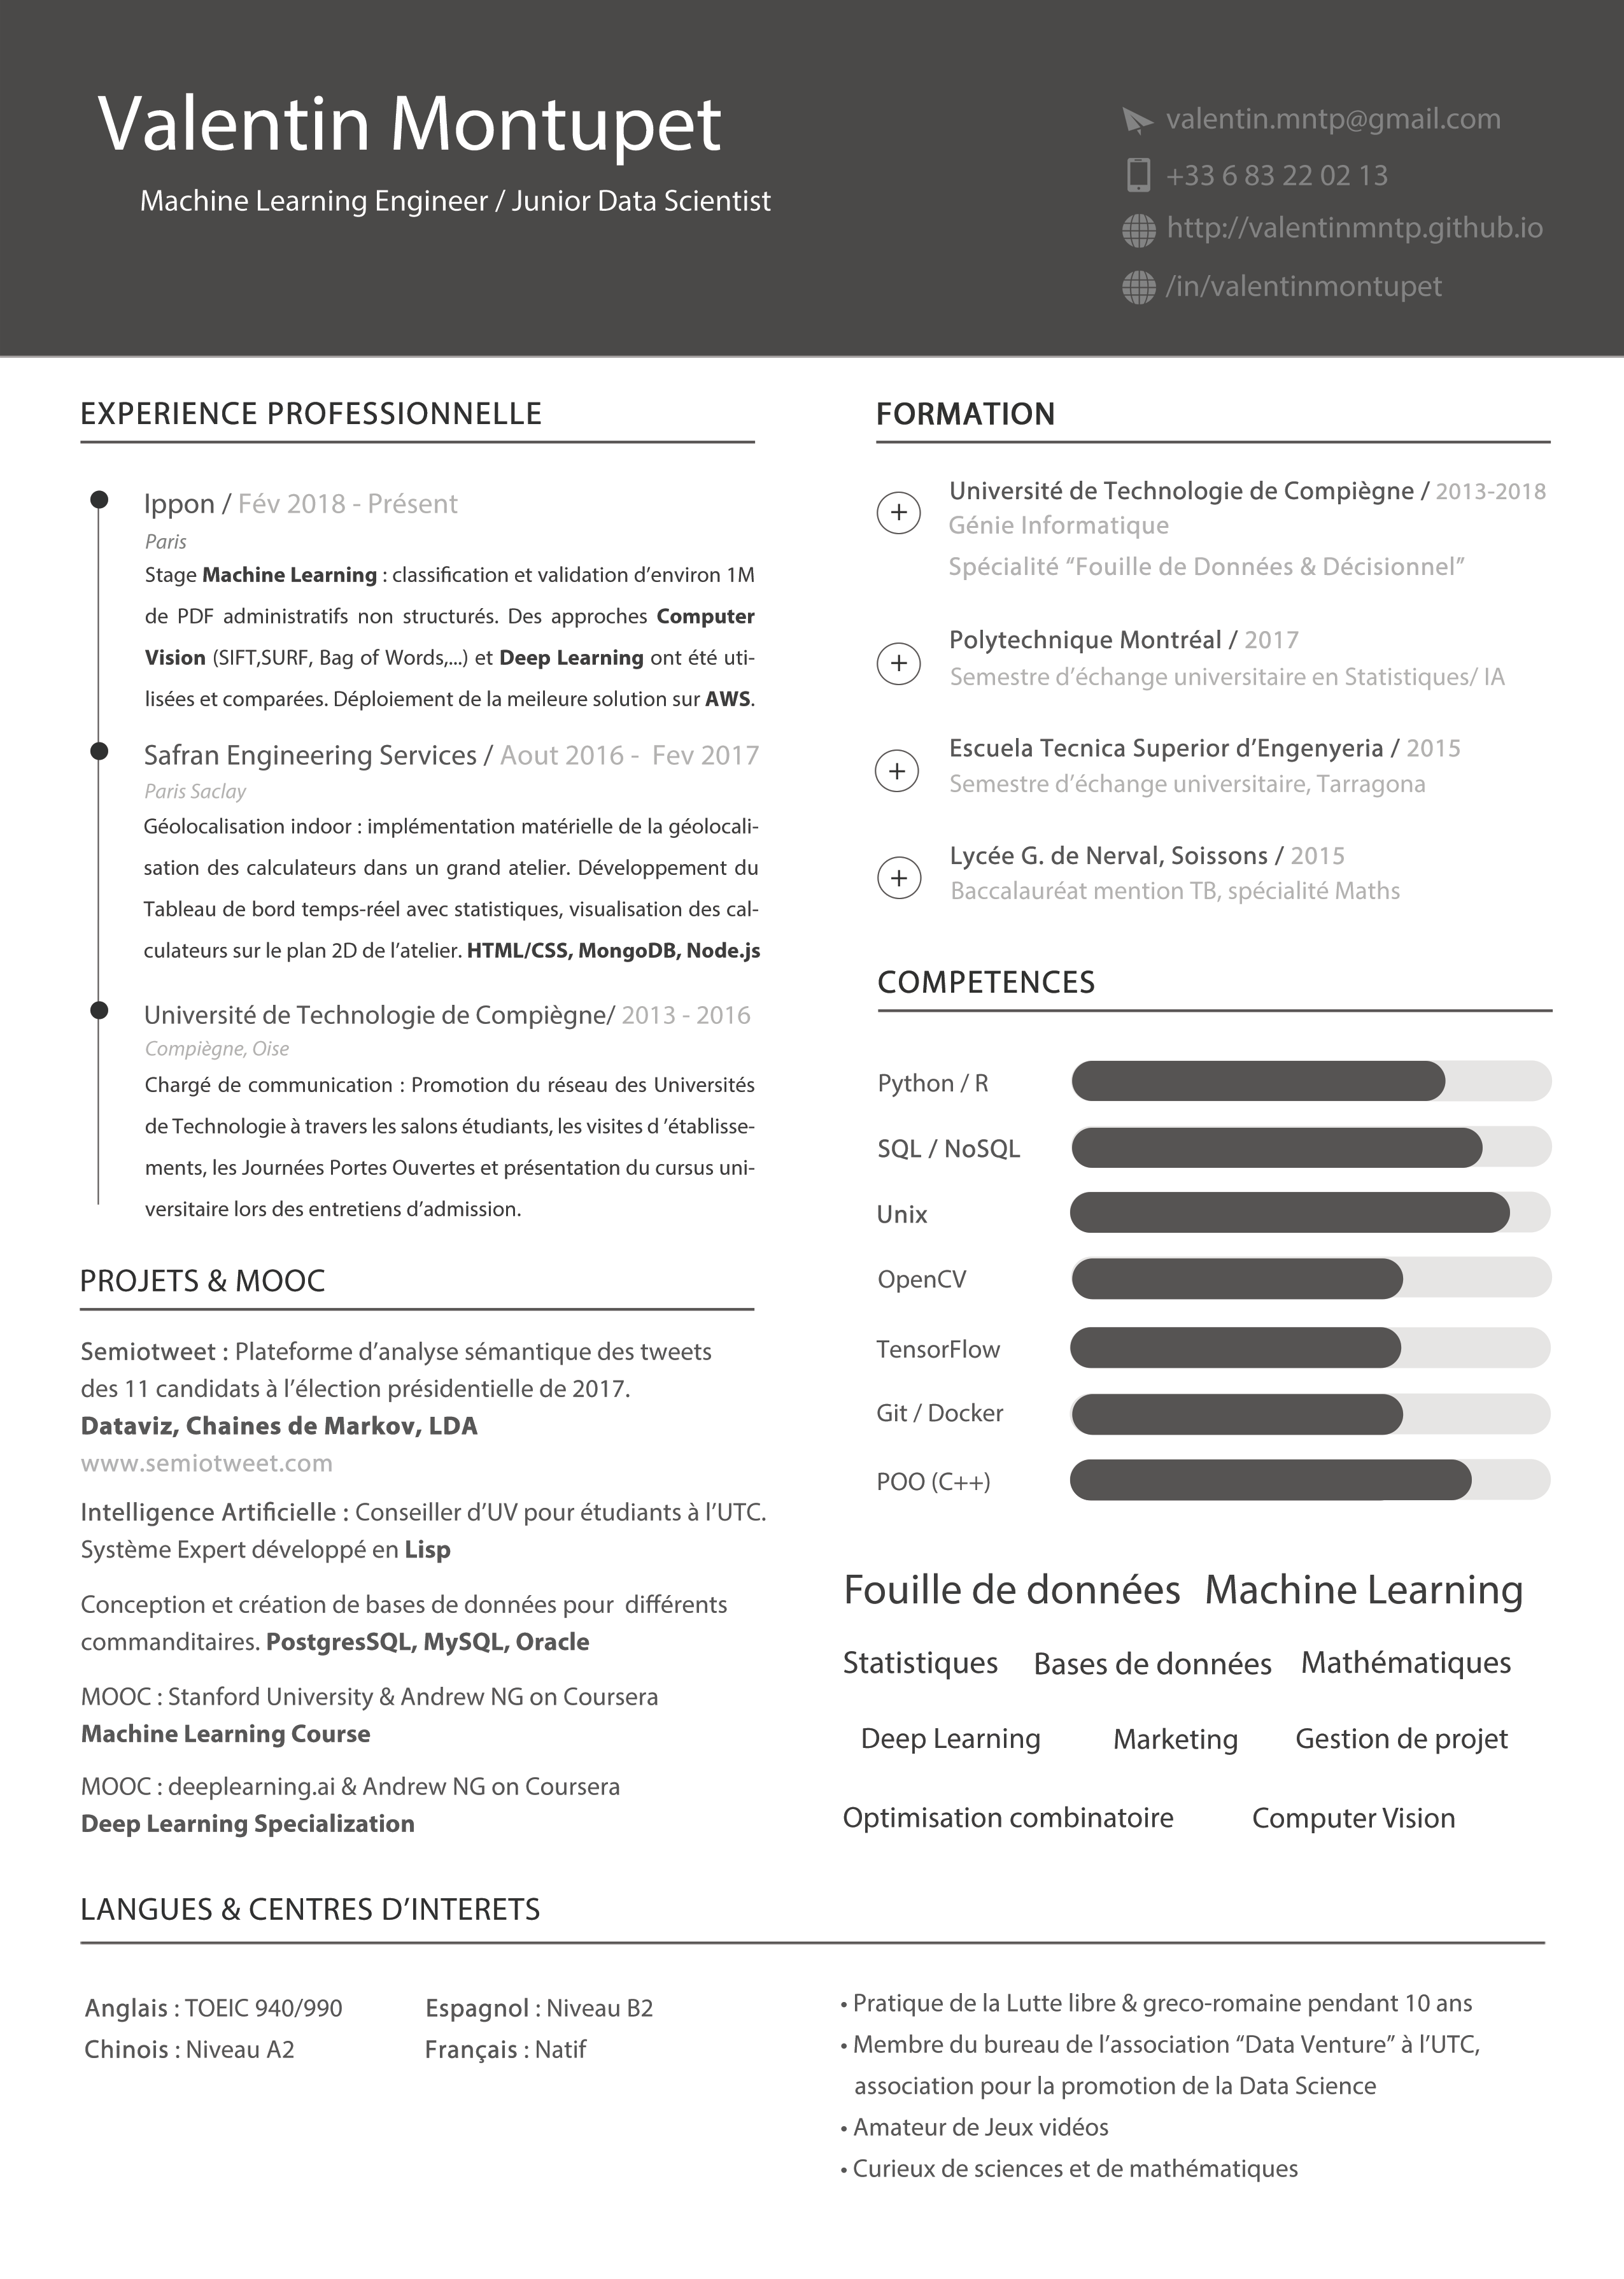 Valentin Montupet
Machine Learning Engineer / Junior Data Scientist
valentin.mntp@gmail.com
+33 6 83 22 02 13
http://valentinmntp.github.io
/in/valentinmontupet
EXPERIENCE PROFESSIONNELLE
Ippon / Fév 2018 - Présent
Paris
Stage Machine Learning : classification et validation d’environ 1M
de PDF administratifs non structurés. Des approches Computer
Vision (SIFT,SURF, Bag of Words,...) et Deep Learning ont été uti-
lisées et comparées. Déploiement de la meileure solution sur AWS.
Safran Engineering Services / Aout 2016 - Fev 2017
Paris Saclay
Géolocalisation indoor : implémentation matérielle de la géolocali-
sation des calculateurs dans un grand atelier. Développement du
Tableau de bord temps-réel avec statistiques, visualisation des cal-
culateurs sur le plan 2D de l’atelier. HTML/CSS, MongoDB, Node.js
Université de Technologie de Compiègne/ 2013 - 2016
Compiègne, Oise
Chargé de communication : Promotion du réseau des Universités
de Technologie à travers les salons étudiants, les visites d ’établisse-
ments, les Journées Portes Ouvertes et présentation du cursus uni-
versitaire lors des entretiens d’admission.
PROJETS & MOOC
Semiotweet : Plateforme d’analyse sémantique des tweets
des 11 candidats à l’élection présidentielle de 2017.
Dataviz, Chaines de Markov, LDA
www.semiotweet.com
Intelligence Artificielle : Conseiller d’UV pour étudiants à l’UTC.
Système Expert développé en Lisp
Conception et création de bases de données pour différents
commanditaires. PostgresSQL, MySQL, Oracle
MOOC : Stanford University & Andrew NG on Coursera
Machine Learning Course
MOOC : deeplearning.ai & Andrew NG on Coursera
Deep Learning Specialization
FORMATION
Université de Technologie de Compiègne / 2013-2018
Génie Informatique
Spécialité “Fouille de Données & Décisionnel”
Polytechnique Montréal / 2017
Semestre d’échange universitaire en Statistiques/ IA
Escuela Tecnica Superior d’Engenyeria / 2015
Semestre d’échange universitaire, Tarragona
Lycée G. de Nerval, Soissons / 2015
Baccalauréat mention TB, spécialité Maths
COMPETENCES
Python / R
SQL / NoSQL
Unix
OpenCV
TensorFlow
Git / Docker
POO (C++)
Fouille de données Machine Learning
Statistiques Bases de données Mathématiques
Deep Learning Marketing Gestion de projet
Optimisation combinatoire Computer Vision
LANGUES & CENTRES D’INTERETS
Anglais : TOEIC 940/990 Espagnol : Niveau B2
Chinois : Niveau A2 Français : Natif
• Pratique de la Lutte libre & greco-romaine pendant 10 ans
• Membre du bureau de l’association “Data Venture” à l’UTC,
association pour la promotion de la Data Science
• Amateur de Jeux vidéos
• Curieux de sciences et de mathématiques